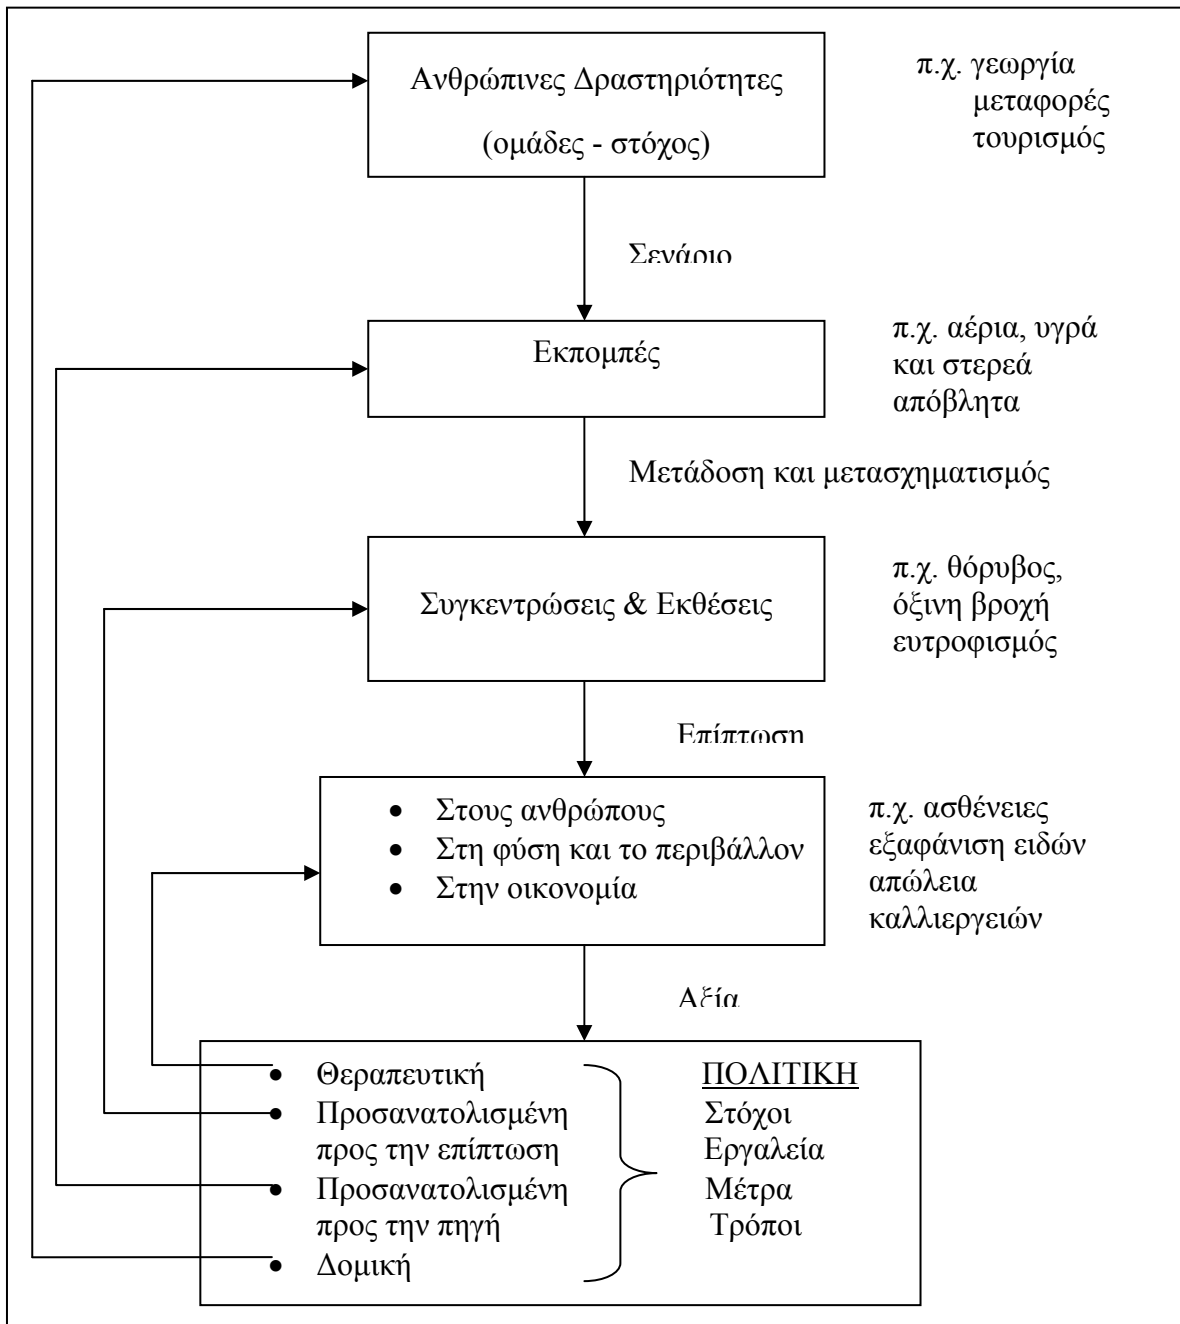 Ανθρώπινες Δραστηριότητες
(ομάδες - στόχος)
π.χ. γεωργία
μεταφορές
τουρισμός
Σενάριο
Εκπομπές
π.χ. αέρια, υγρά
και στερεά
απόβλητα
Μετάδοση και μετασχηματισμός
Συγκεντρώσεις & Εκθέσεις
π.χ. θόρυβος,
όξινη βροχή
ευτροφισμός
Επίπτωση
• Στους ανθρώπους
• Στη φύση και το περιβάλλον
• Στην οικονομία
π.χ. ασθένειες
εξαφάνιση ειδών
απώλεια
καλλιεργειών
Αξία
• Θεραπευτική
• Προσανατολισμένη
προς την επίπτωση
• Προσανατολισμένη
προς την πηγή
• Δομική
ΠΟΛΙΤΙΚΗ
Στόχοι
Εργαλεία
Μέτρα
Τρόποι